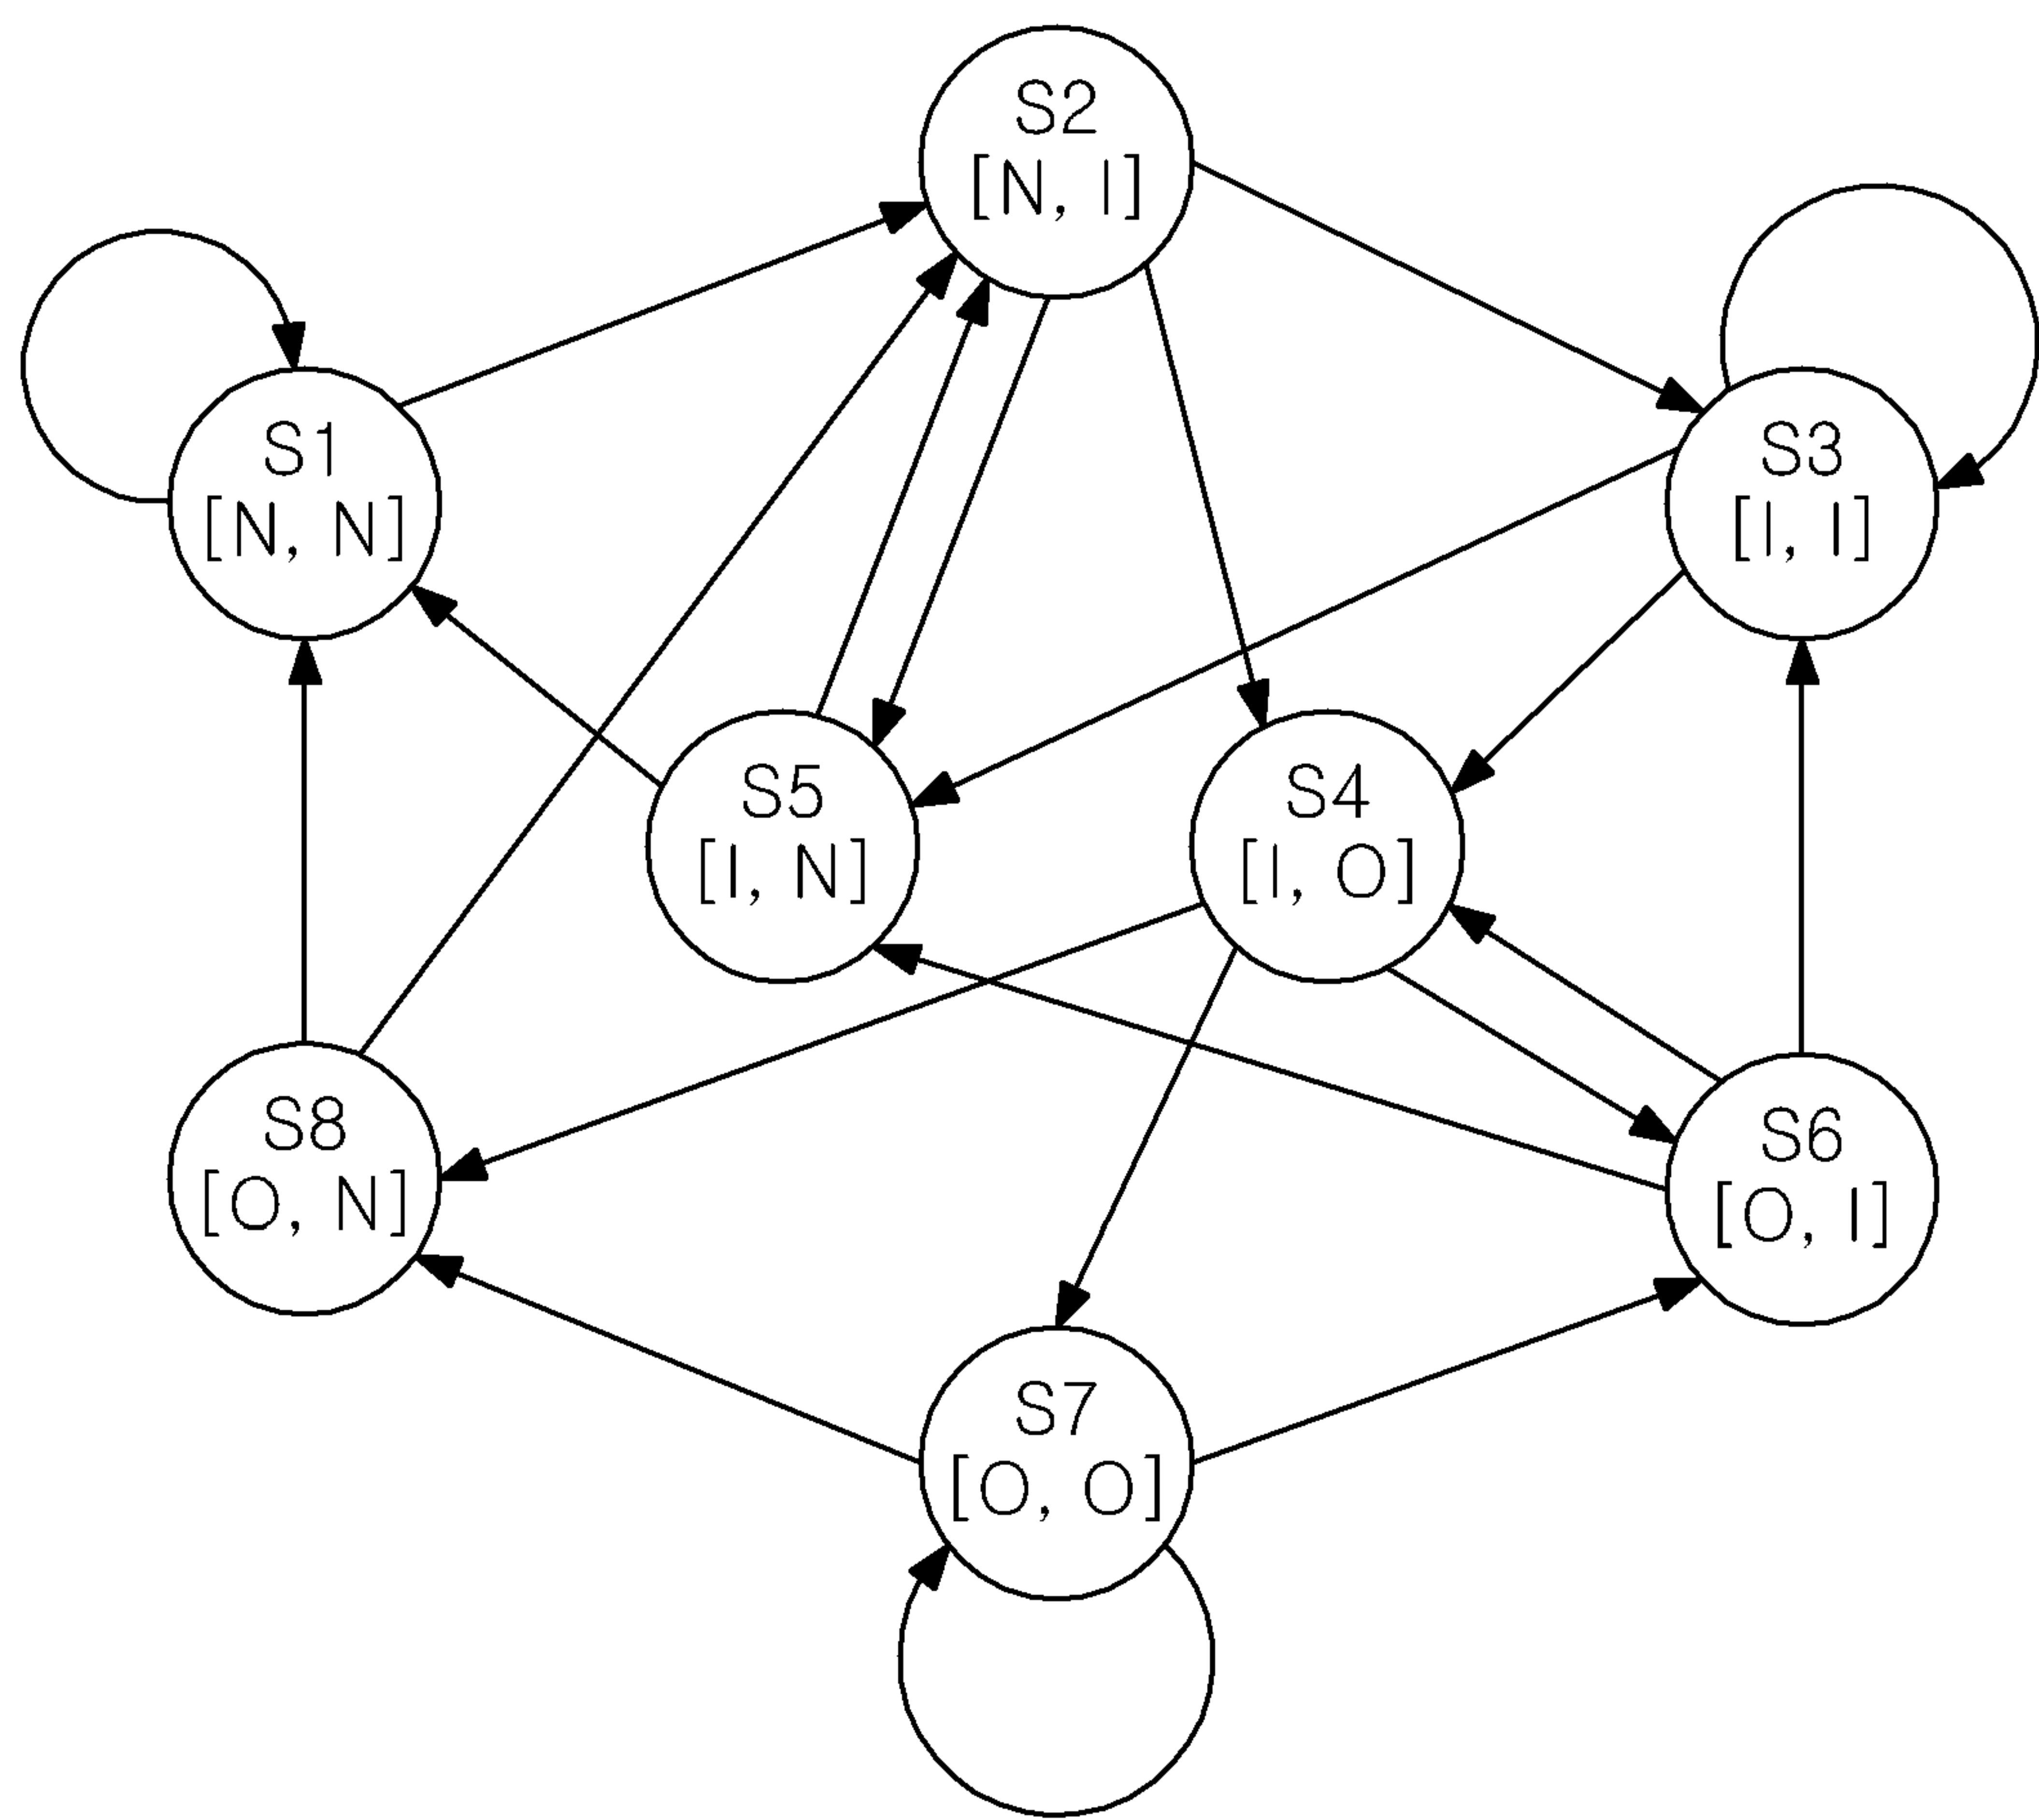 S2
[N, I]
S1
[N, N]
S3
[I, I]
S5
[I, N]
S4
[I, O]
S8
[O, N]
S6
[O, I]
S7
[O, O]